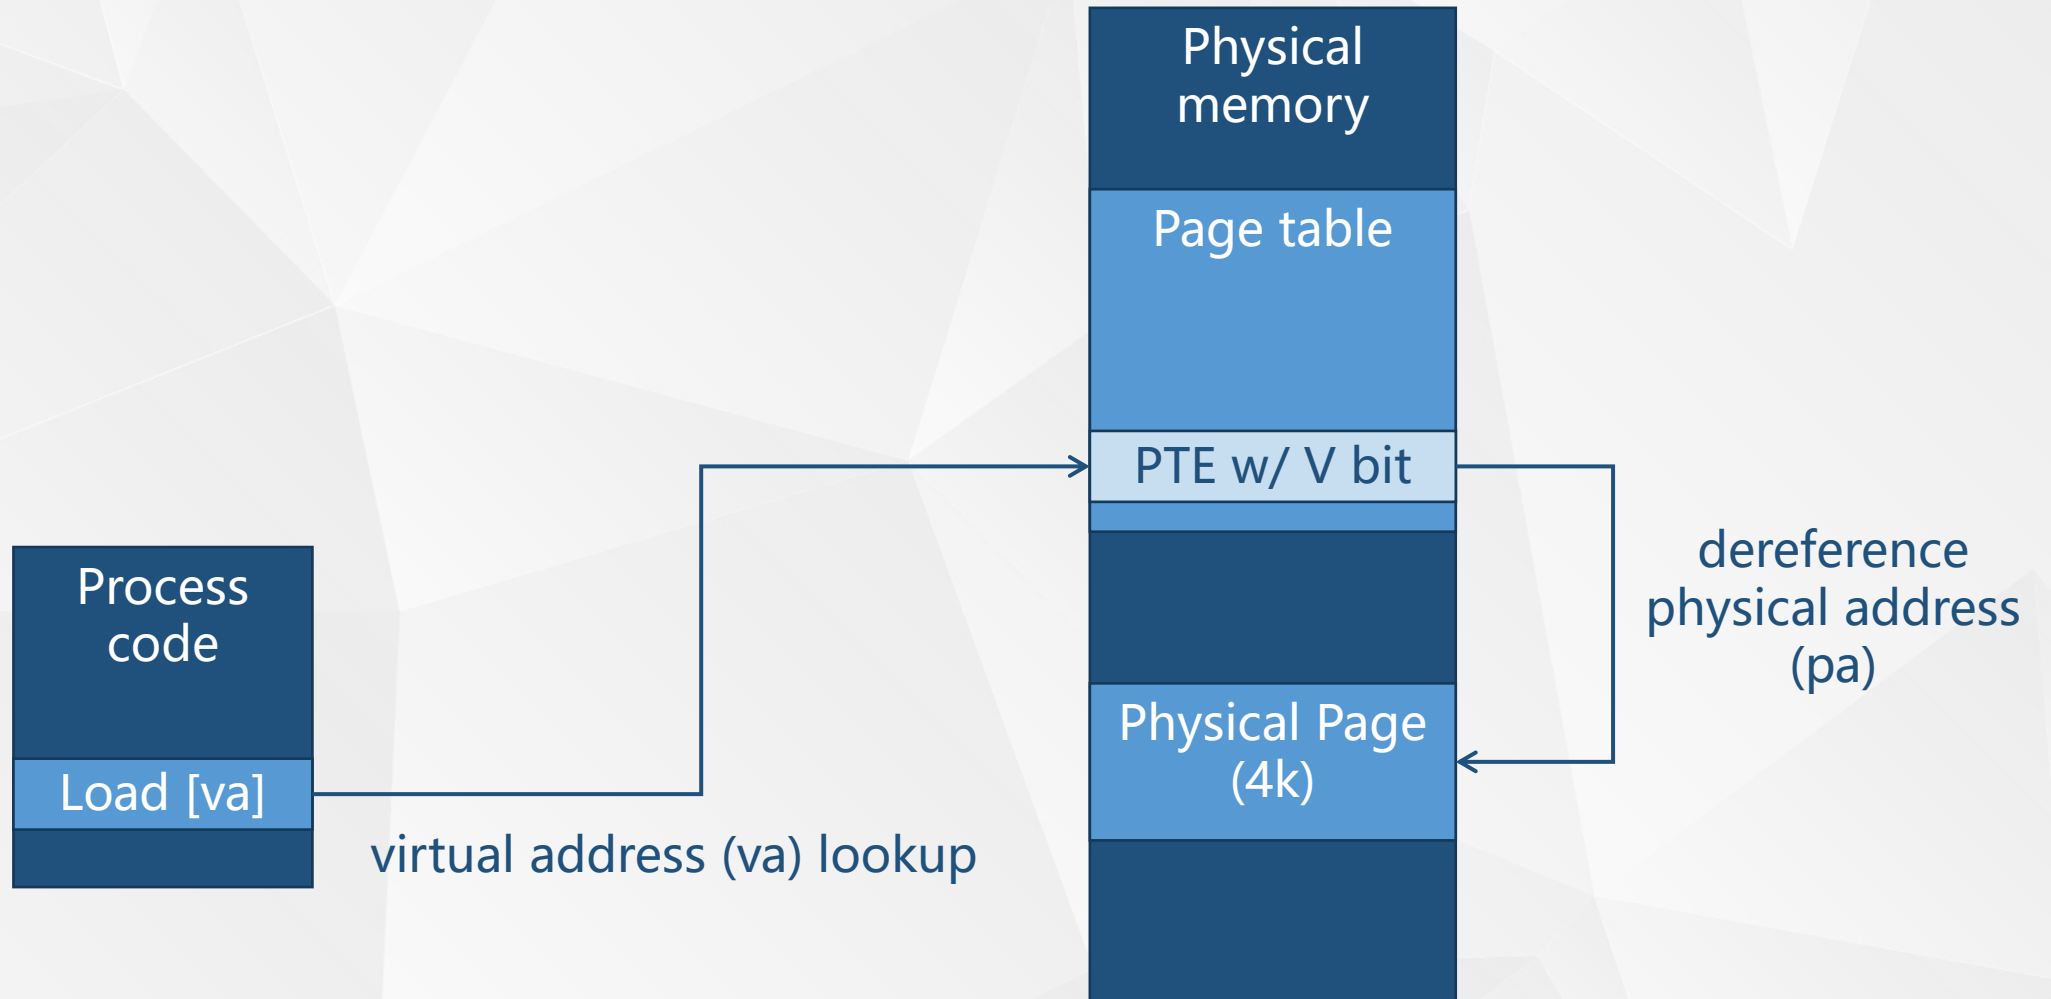 Physical
memory
Page table
PTE w/ V bit
Process
code
dereference
physical address
(pa)
Physical Page
(4k)
Load [va]
virtual address (va) lookup